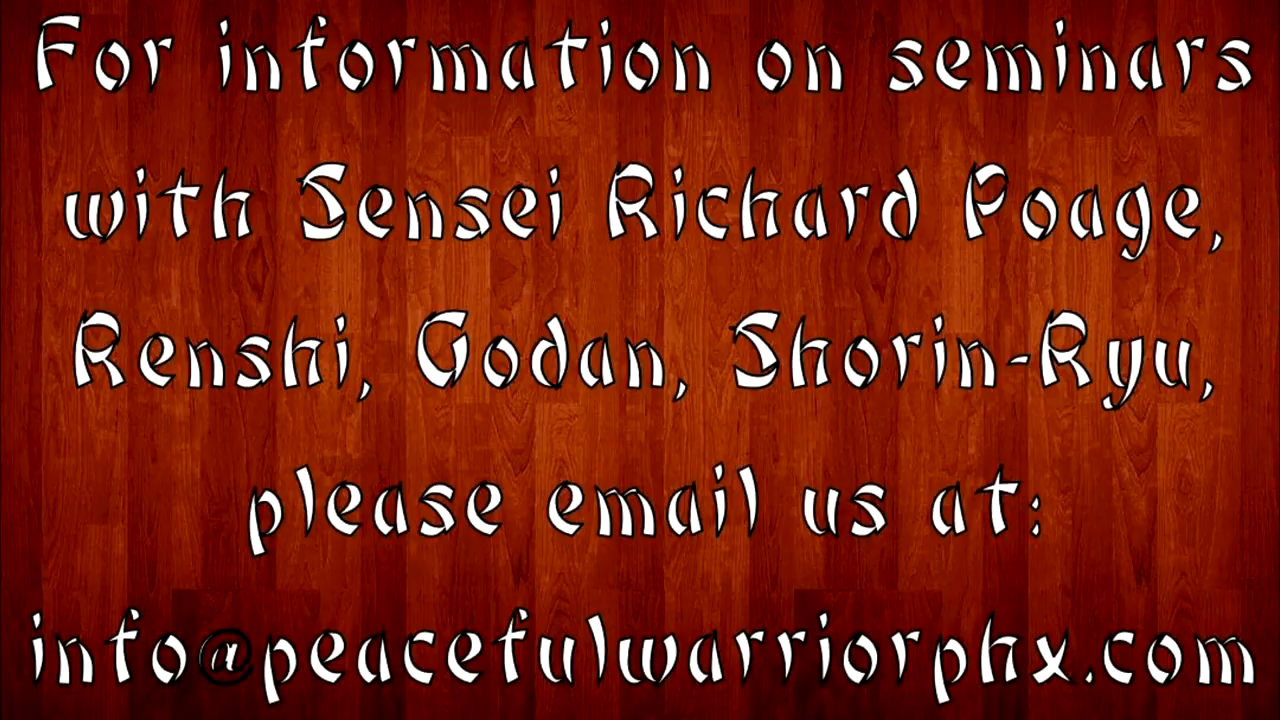 For information on seminars
with Sensei Richard Poage,
Renshi, Godan, Shorin-Ryu,
please email us at:
info@peacefulwarriorphx.com